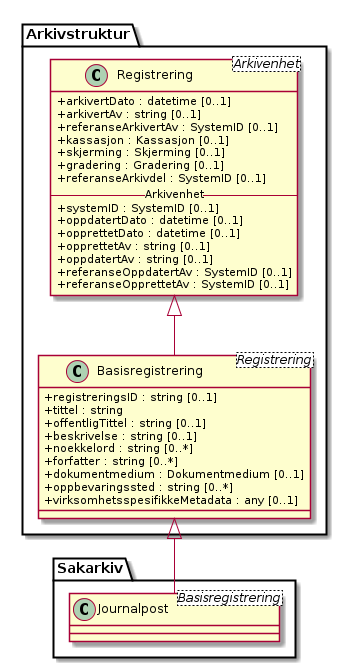 Arkivstruktur
Arkivenhet
C Registrering
+arkivertDato : datetime [0..1]
+arkivertAv : string [0..1]
+referanseArkivertAv : SystemID [0..1]
+kassasjon : Kassasjon [0..1]
+skjerming : Skjerming [0..1]
+gradering : Gradering [0..1]
+referanseArkivdel : SystemID [0..1]
Arkivenhet
+systemID : SystemID [0..1]
+oppdatertDato : datetime [0..1]
+opprettetDato : datetime [0..1]
+opprettetAv : string [0..1]
+oppdatertAv : string [0..1]
+referanseOppdatertAv : SystemID [0..1]
+referanseOpprettetAv : SystemID [0..1]
Registrering
C Basisregistrering
+registreringsID : string [0..1]
+tittel : string
+offentligTittel : string [0..1]
+beskrivelse : string [0..1]
+noekkelord : string [0..*]
+forfatter : string [0..*]
+dokumentmedium : Dokumentmedium [0..1]
+oppbevaringssted : string [0..*]
+virksomhetsspesifikkeMetadata : any [0..1]
Sakarkiv
Basisregistrering
C Journalpost